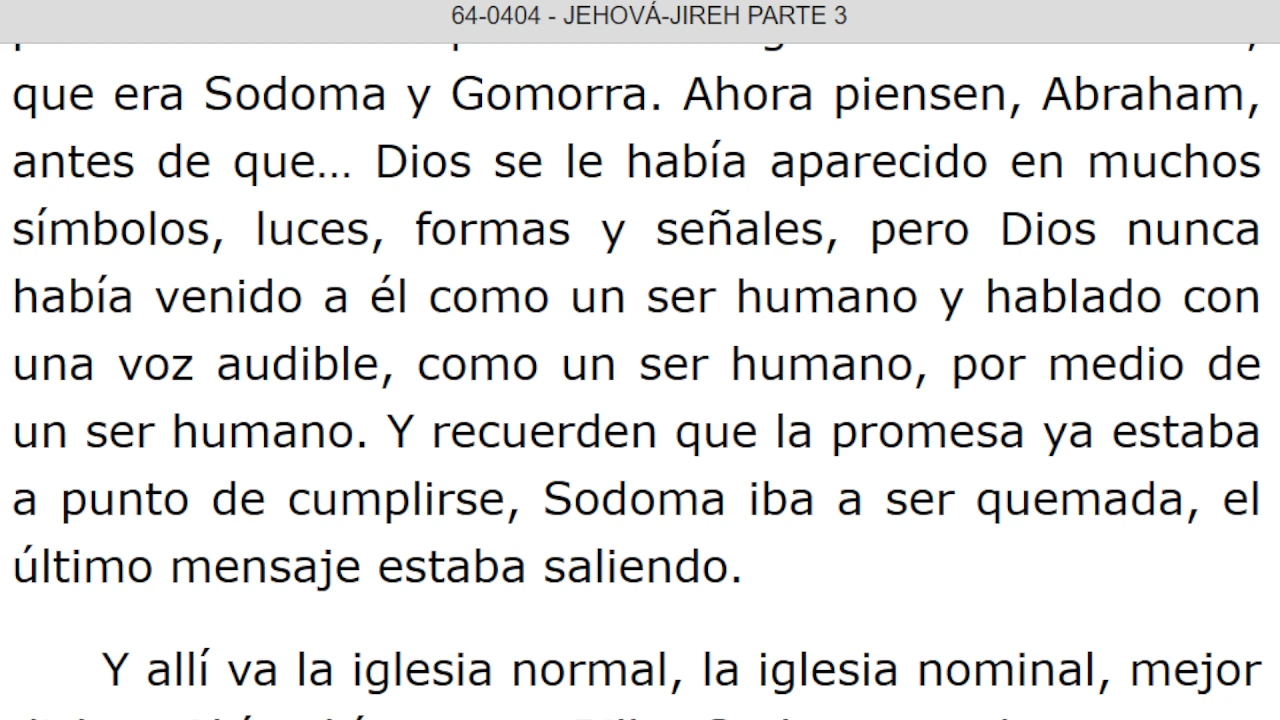 64-0404 - JEHOVÁ-JIREH PARTE 3
que era Sodoma y Gomorra. Ahora piensen, Abraham,
antes de que... Dios se le había aparecido en muchos
símbolos, luces, formas y señales, pero Dios nunca
había venido a él como un ser humano y hablado con
una voz audible, como un ser humano, por medio de
un ser humano. Y recuerden que la promesa ya estaba
a punto de cumplirse, Sodoma iba a ser quemada, el
último mensaje estaba saliendo.
Y allí va la iglesia normal, la iglesia nominal, mejor